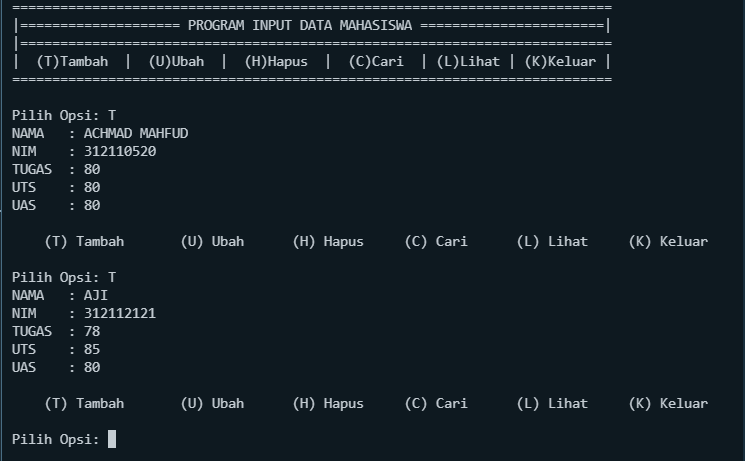 ===========================================================================
|==================== PROGRAM INPUT DATA MAHASISWA =======================|
|==========================================================================
|  (T)Tambah  |  (U)Ubah  |  (H)Hapus  |  (C)Cari  | (L)Lihat | (K)Keluar |
===========================================================================
Pilih Opsi: T
NAMA   : ACHMAD MAHFUD
NIM    : 312110520
TUGAS  : 80
UTS    : 80
UAS    : 80
(T) Tambah       (U) Ubah      (H) Hapus     (C) Cari      (L) Lihat     (K) Keluar
Pilih Opsi: T
NAMA   : AJI
NIM    : 312112121
TUGAS  : 78
UTS    : 85
UAS    : 80
(T) Tambah       (U) Ubah      (H) Hapus     (C) Cari      (L) Lihat     (K) Keluar
Pilih Opsi: